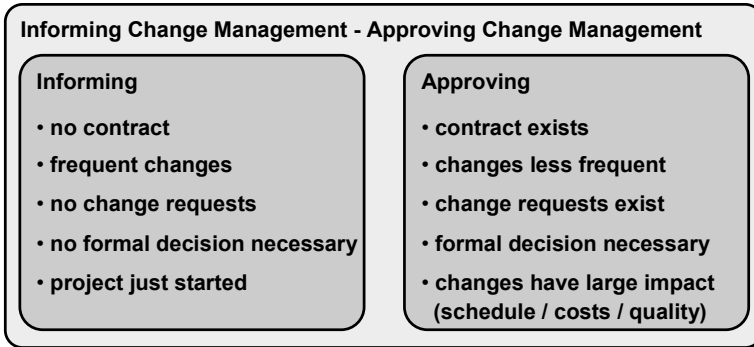 Informing Change Management - Approving Change Management
Informing
• no contract
• frequent changes
• no change requests
• no formal decision necessary
• project just started
Approving
• contract exists
• changes less frequent
• change requests exist
• formal decision necessary
• changes have large impact
(schedule / costs / quality)